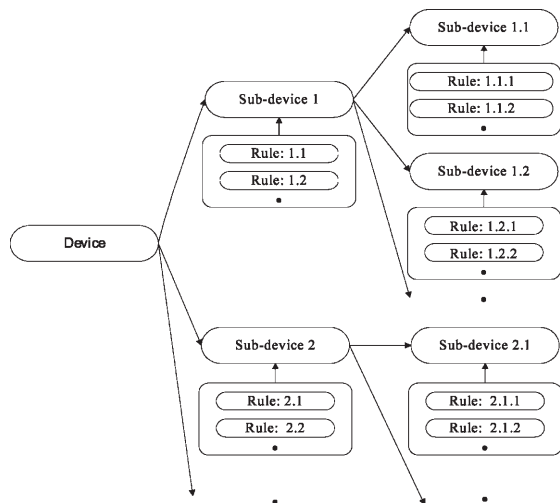 Sub-device 1.1
Rule: 1.1.1
Rule: 1.1.2
Sub-device 1
Rule: 1.1
Rule: 1.2
Sub-device 1.2
Rule: 1.2.1
Rule: 1.2.2
Device
Sub-device 2
Rule: 2.1
Rule: 2.2
Sub-device 2.1
Rule: 2.1.1
Rule: 2.1.2